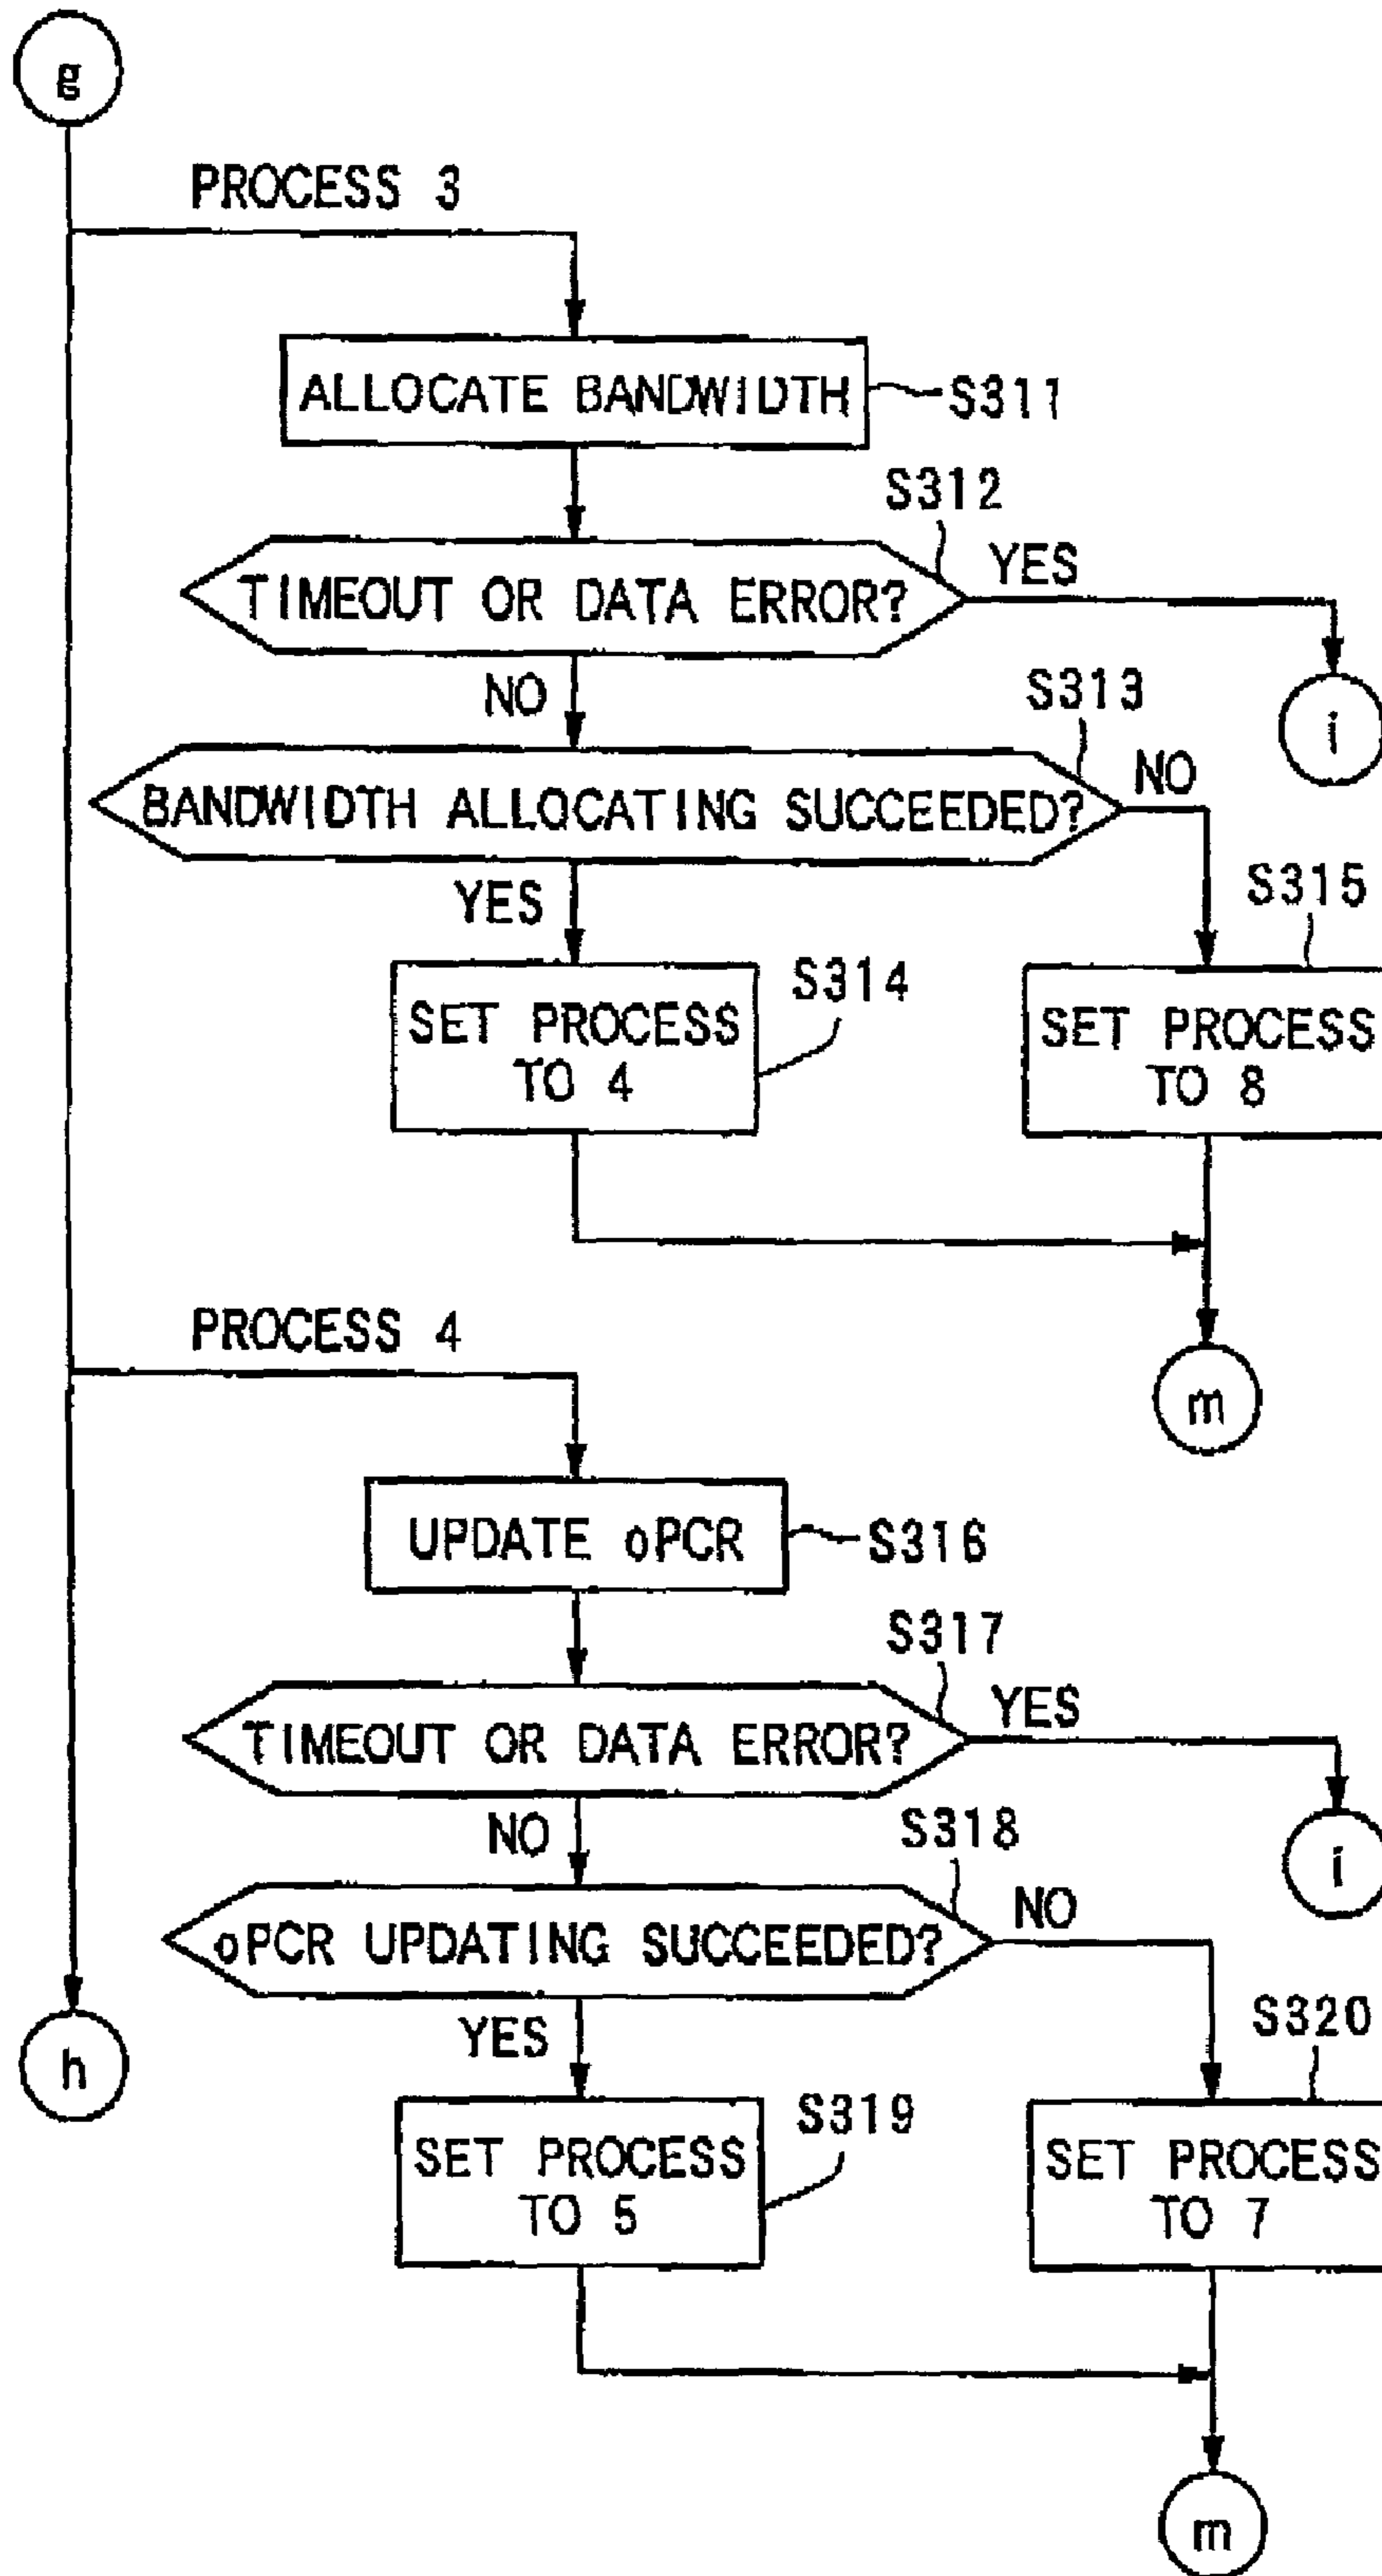 g
PROCESS 3
ALLOCATE BANDWIDTH
S311
S312
TIMEOUT OR DATA ERROR?
YES
NO
i
S313
BANDWIDTH ALLOCATING SUCCEEDED?
NO
YES
S314
SET PROCESS
TO 4
S315
SET PROCESS
TO 8
m
PROCESS 4
UPDATE oPCR
S316
S317
TIMEOUT OR DATA ERROR?
YES
NO
i
S318
oPCR UPDATING SUCCEEDED?
NO
YES
h
S319
SET PROCESS
TO 5
S320
SET PROCESS
TO 7
m